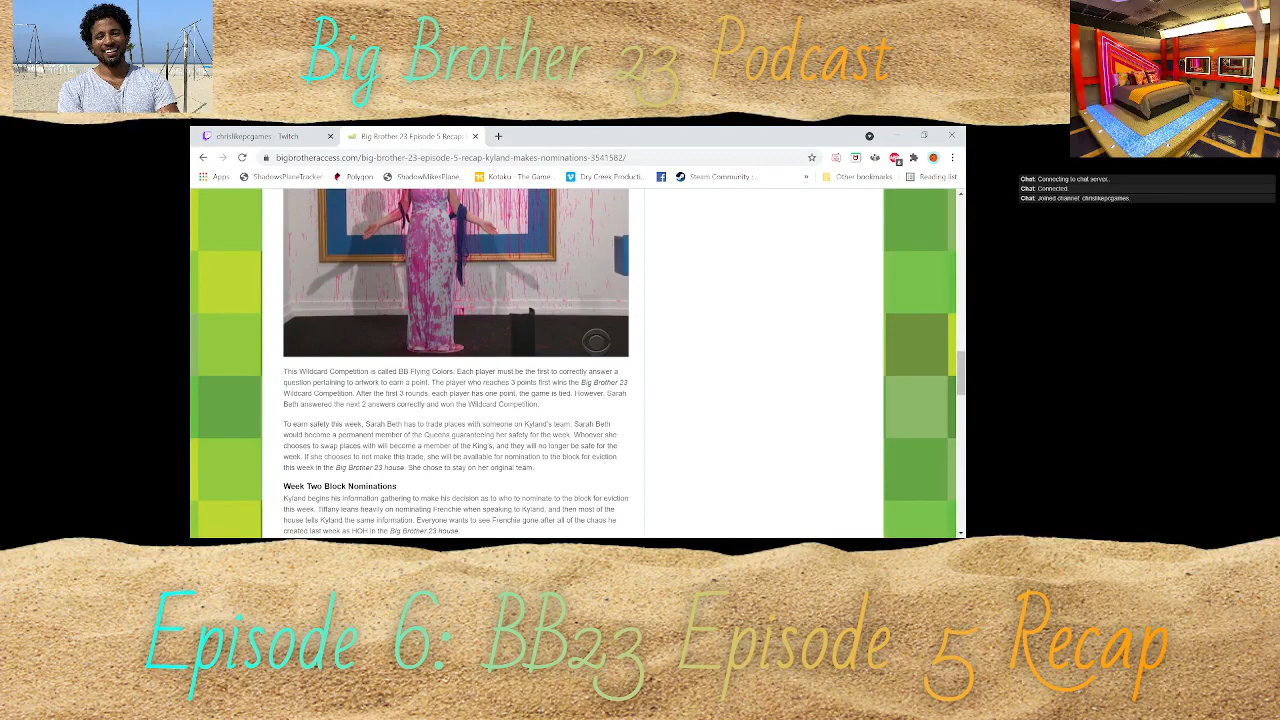 Big Brother 23 Podcast
chrislikepcgames - Twitch
Big Brother 23 Episode 5 Recap:
bigbrotheraccess.com/big-brother-23-episode-5-recap-kyland-makes-nominations-3541582/
Apps ShadowsPlaneTracker Polygon ShadowMikesPlane... Kotaku - The Game... Dry Creek Producti... Steam Community :... » Other bookmarks Reading list
Chat: Connecting to chat server..
Chat: Connected.
Chat: Joined channel: chrislikepcgames.
This Wildcard Competition is called BB Flying Colors. Each player must be the first to correctly answer a
question pertaining to artwork to earn a point. The player who reaches 3 points first wins the Big Brother 23
Wildcard Competition. After the first 3 rounds, each player has one point, the game is tied. However, Sarah
Beth answered the next 2 answers correctly and won the Wildcard Competition.
To earn safety this week, Sarah Beth has to trade places with someone on Kyland's team. Sarah Beth
would become a permanent member of the Queens guaranteeing her safety for the week. Whoever she
chooses to swap places with will become a member of the King's, and they will no longer be safe for the
week. If she chooses to not make this trade, she will be available for nomination to the block for eviction
this week in the Big Brother 23 house. She chose to stay on her original team.
Week Two Block Nominations
Kyland begins his information gathering to make his decision as to who to nominate to the block for eviction
this week. Tiffany leans heavily on nominating Frenchie when speaking to Kyland, and then most of the
house tells Kyland the same information. Everyone wants to see Frenchie gone after all of the chaos he
created last week as HOH in the Big Brother 23 house.
Episode 6: BB23 Episode 5 Recap